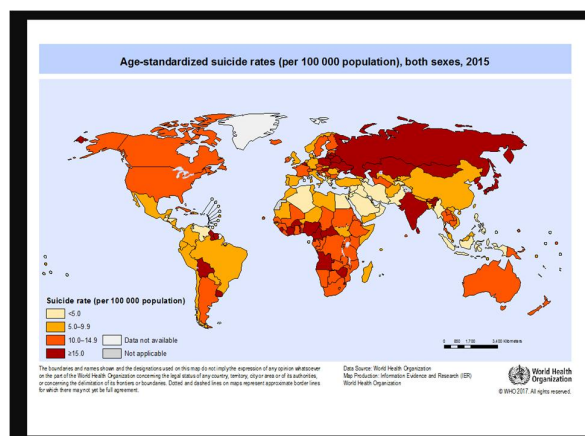 Age-standardized suicide rates (per 100 000 population), both sexes, 2015
Suicide rate (per 100 000 population)
<5.0
5.0–9.9
10.0–14.9
≥15.0
Data not available
Not applicable
0 850 1,700 3,400 Kilometers
The boundaries and names shown and the designations used on this map do not imply the expression of any opinion whatsoever
on the part of the World Health Organization concerning the legal status of any country, territory, city or area or of its authorities,
or concerning the delimitation of its frontiers or boundaries. Dotted and dashed lines on maps represent approximate border lines
for which there may not yet be full agreement.
Data Source: World Health Organization
Map Production: Information Evidence and Research (IER)
World Health Organization
World Health
Organization
© WHO 2017. All rights reserved.